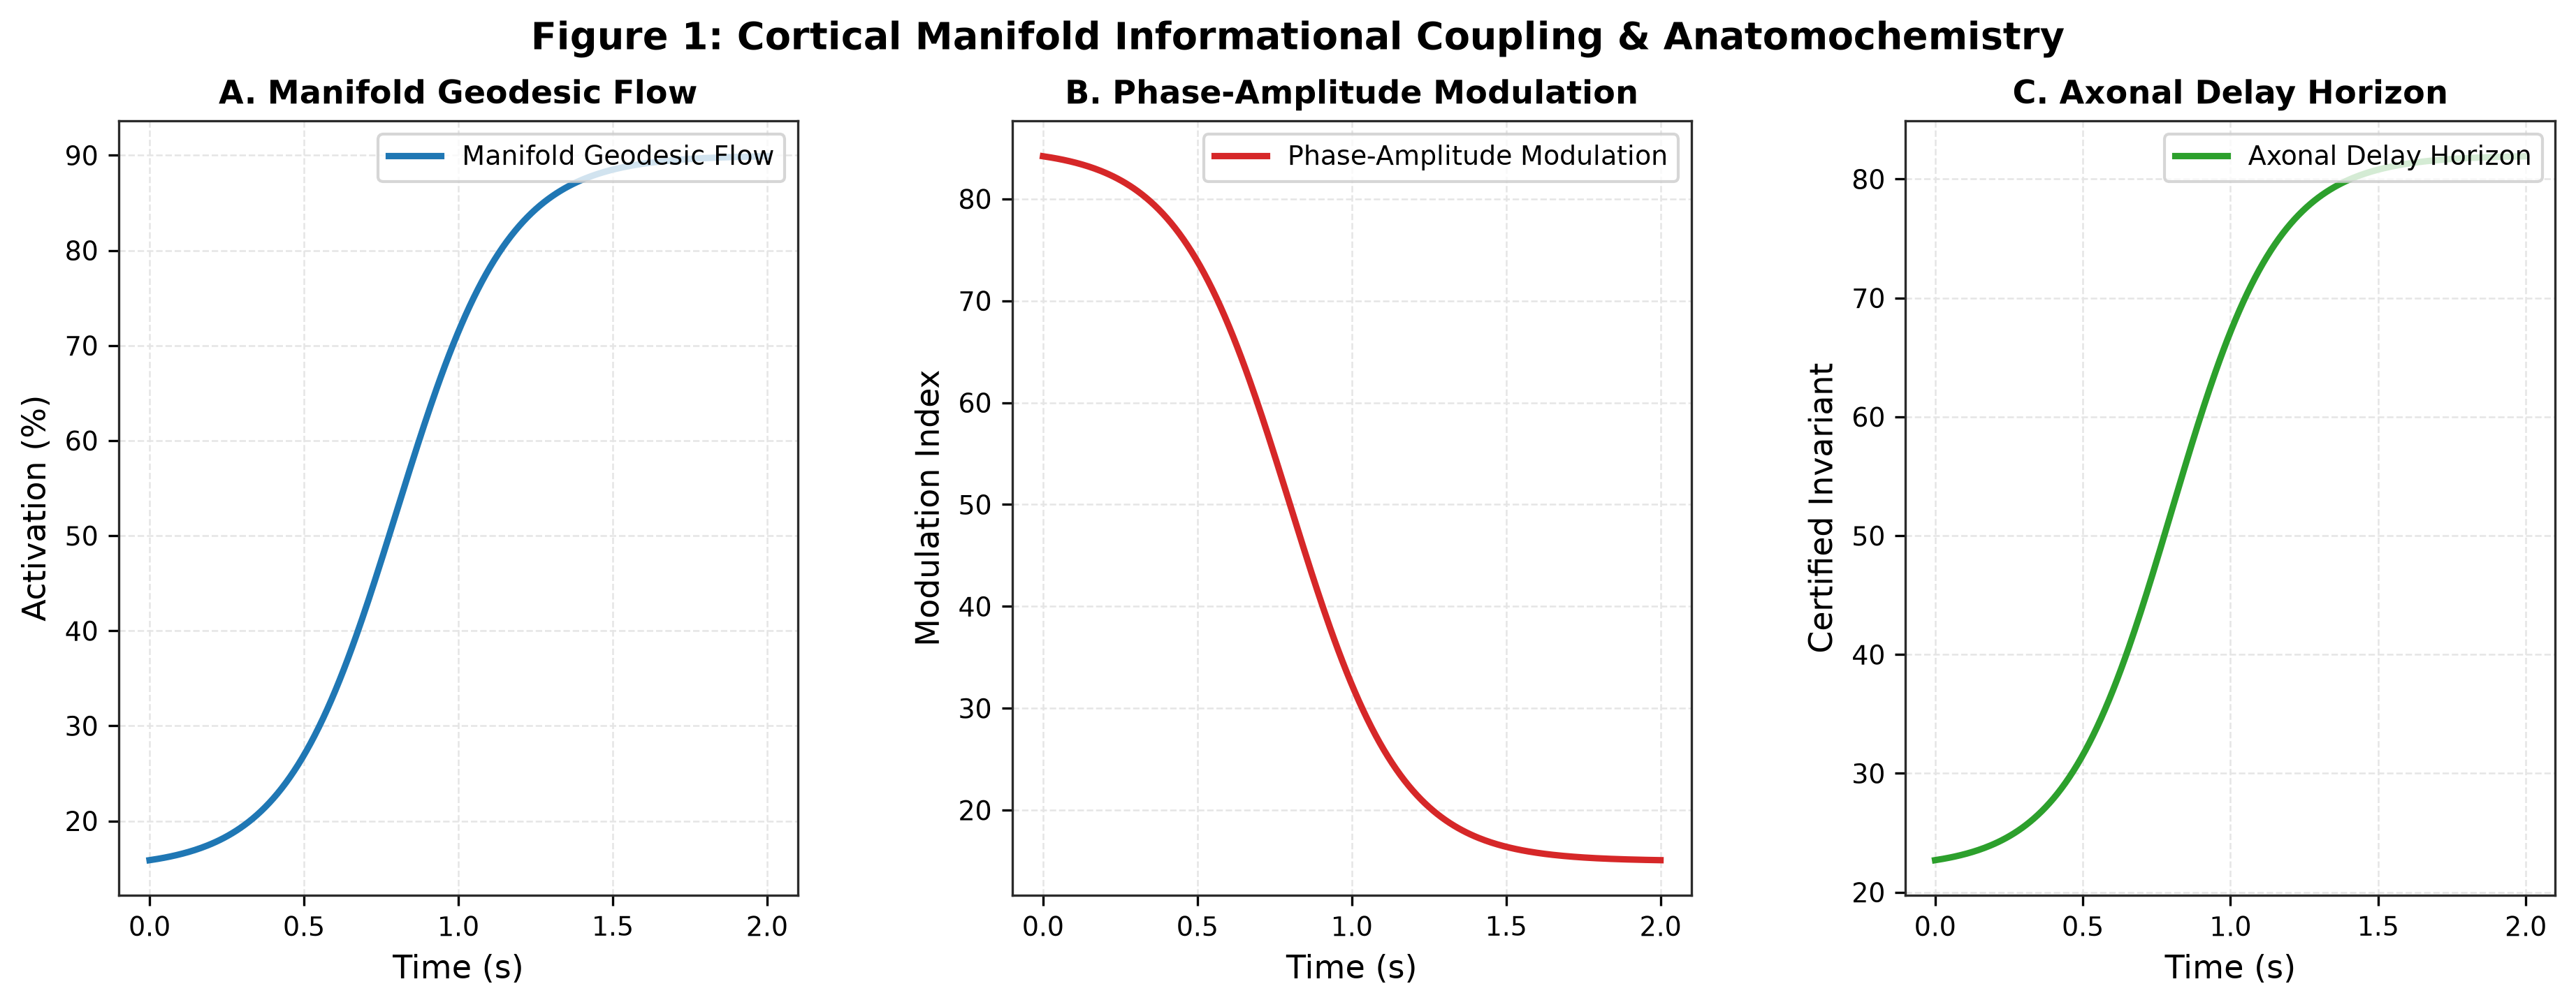 Figure 1: Cortical Manifold Informational Coupling & Anatomochemistry
A. Manifold Geodesic Flow
Manifold Geodesic Flow
90
80
70
60
50
40
30
20
Activation (%)
0.0 0.5 1.0 1.5 2.0
Time (s)
B. Phase-Amplitude Modulation
Phase-Amplitude Modulation
80
70
60
50
40
30
20
Modulation Index
0.0 0.5 1.0 1.5 2.0
Time (s)
C. Axonal Delay Horizon
Axonal Delay Horizon
80
70
60
50
40
30
20
Certified Invariant
0.0 0.5 1.0 1.5 2.0
Time (s)